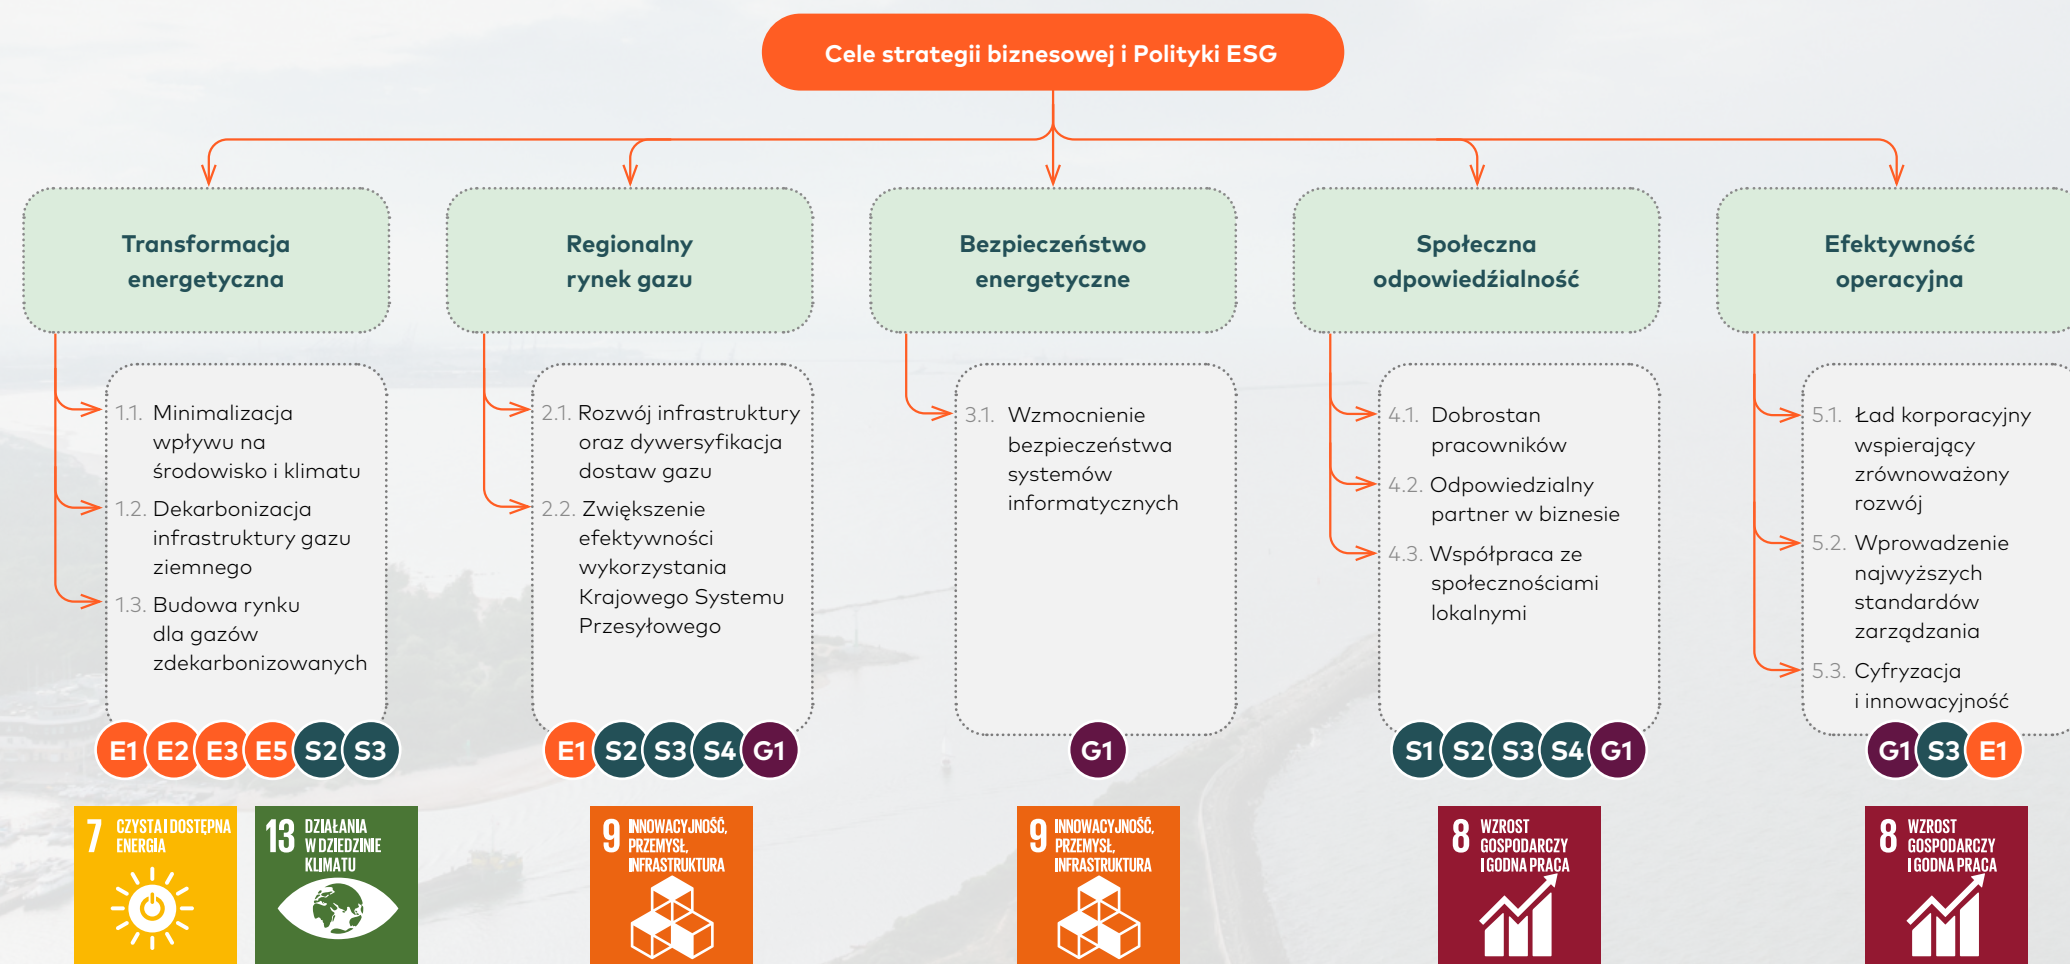 Cele strategii biznesowej i Polityki ESG
Transformacja
energetyczna
1.1. Minimalizacja
wpływu na
środowisko i klimatu
1.2. Dekarbonizacja
infrastruktury gazu
ziemnego
1.3. Budowa rynku
dla gazów
zdekarbonizowanych
E1 E2 E3 E5 S2 S3
7 CZYSTA I DOSTĘPNA
ENERGIA
13 DZIAŁANIA
W DZIEDZINIE
KLIMATU
Regionalny
rynek gazu
2.1. Rozwój infrastruktury
oraz dywersyfikacja
dostaw gazu
2.2. Zwiększenie
efektywności
wykorzystania
Krajowego Systemu
Przesyłowego
E1 S2 S3 S4 G1
9 INNOWACYJNOŚĆ,
PRZEMYSŁ,
INFRASTRUKTURA
Bezpieczeństwo
energetyczne
3.1. Wzmocnienie
bezpieczeństwa
systemów
informatycznych
G1
9 INNOWACYJNOŚĆ,
PRZEMYSŁ,
INFRASTRUKTURA
Społeczna
odpowiedźialność
4.1. Dobrostan
pracowników
4.2. Odpowiedzialny
partner w biznesie
4.3. Współpraca ze
społecznościami
lokalnymi
S1 S2 S3 S4 G1
8 WZROST
GOSPODARCZY
I GODNA PRACA
Efektywność
operacyjna
5.1. Ład korporacyjny
wspierający
zrównoważony
rozwój
5.2. Wprowadzenie
najwyższych
standardów
zarządzania
5.3. Cyfryzacja
i innowacyjność
G1 S3 E1
8 WZROST
GOSPODARCZY
I GODNA PRACA